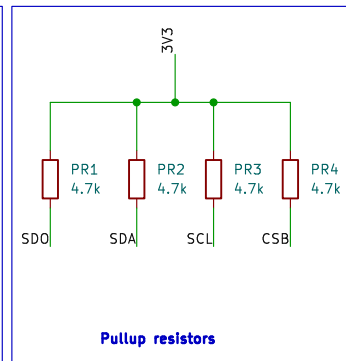 3V3
PR1 PR2 PR3 PR4
4.7k 4.7k 4.7k 4.7k
SDO SDA SCL CSB
Pullup resistors